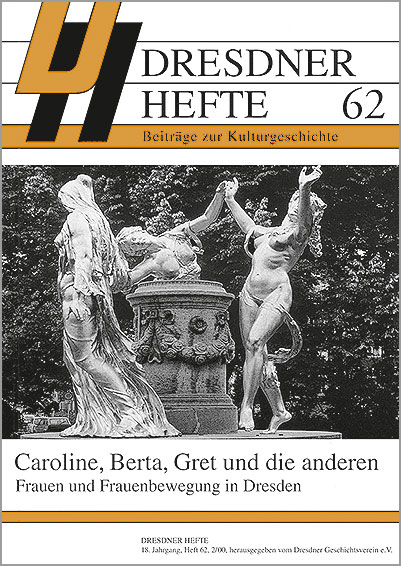 DRESDNER
HEFTE 62
Beiträge zur Kulturgeschichte
Caroline, Berta, Gret und die anderen
Frauen und Frauenbewegung in Dresden
DRESDNER HEFTE
18. Jahrgang, Heft 62, 2/00, herausgegeben vom Dresdner Geschichtsverein e.V.